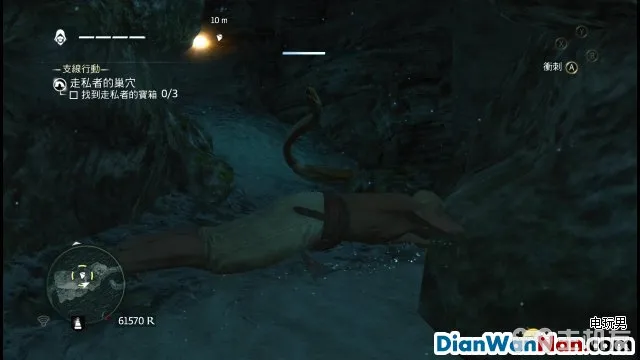 10 m
Y
X
B
支線行動
走私者的巢穴
找到走私者的寶箱 0/3
衝刺 A
61570 R
电玩男
DianWanNan.com